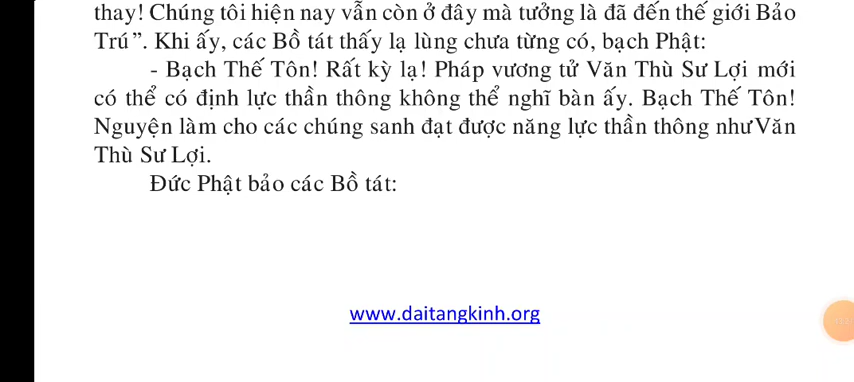 thay! Chúng tôi hiện nay vẫn còn ở đây mà tưởng là đã đến thế giới Bảo
Trú”. Khi ấy, các Bồ tát thấy lạ lùng chưa từng có, bạch Phật:
- Bạch Thế Tôn! Rất kỳ lạ! Pháp vương tử Văn Thù Sư Lợi mới
có thể có định lực thần thông không thể nghĩ bàn ấy. Bạch Thế Tôn!
Nguyện làm cho các chúng sanh đạt được năng lực thần thông như Văn
Thù Sư Lợi.
Đức Phật bảo các Bồ tát:
www.daitangkinh.org